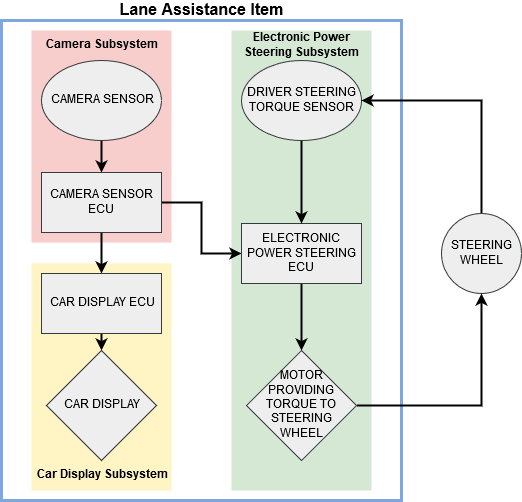 Lane Assistance Item
Camera Subsystem
CAMERA SENSOR
CAMERA SENSOR
ECU
CAR DISPLAY ECU
CAR DISPLAY
Car Display Subsystem
Electronic Power
Steering Subsystem
DRIVER STEERING
TORQUE SENSOR
ELECTRONIC
POWER STEERING
ECU
MOTOR
PROVIDING
TORQUE TO
STEERING
WHEEL
STEERING
WHEEL